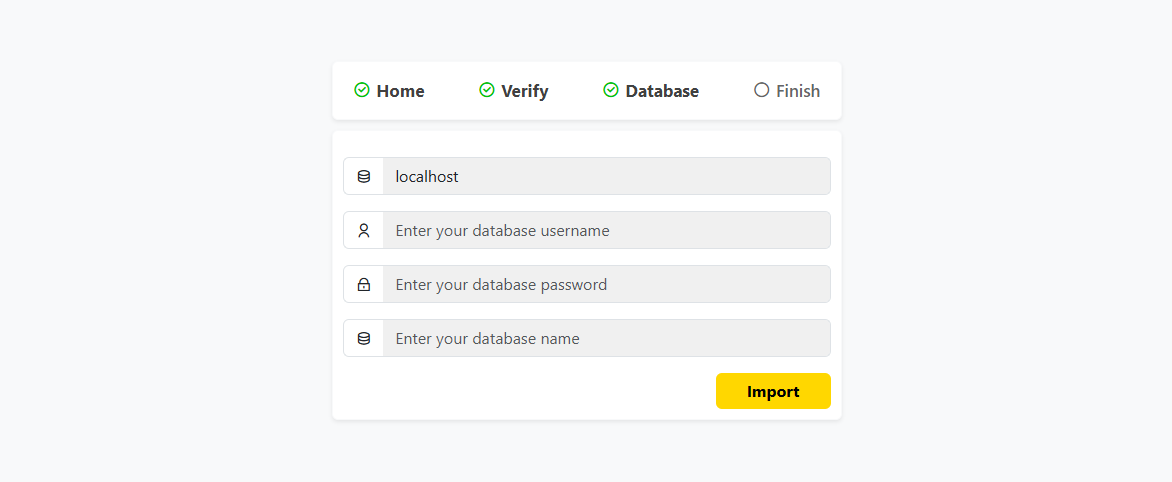 Home Verify Database Finish
localhost
Enter your database username
Enter your database password
Enter your database name
Import